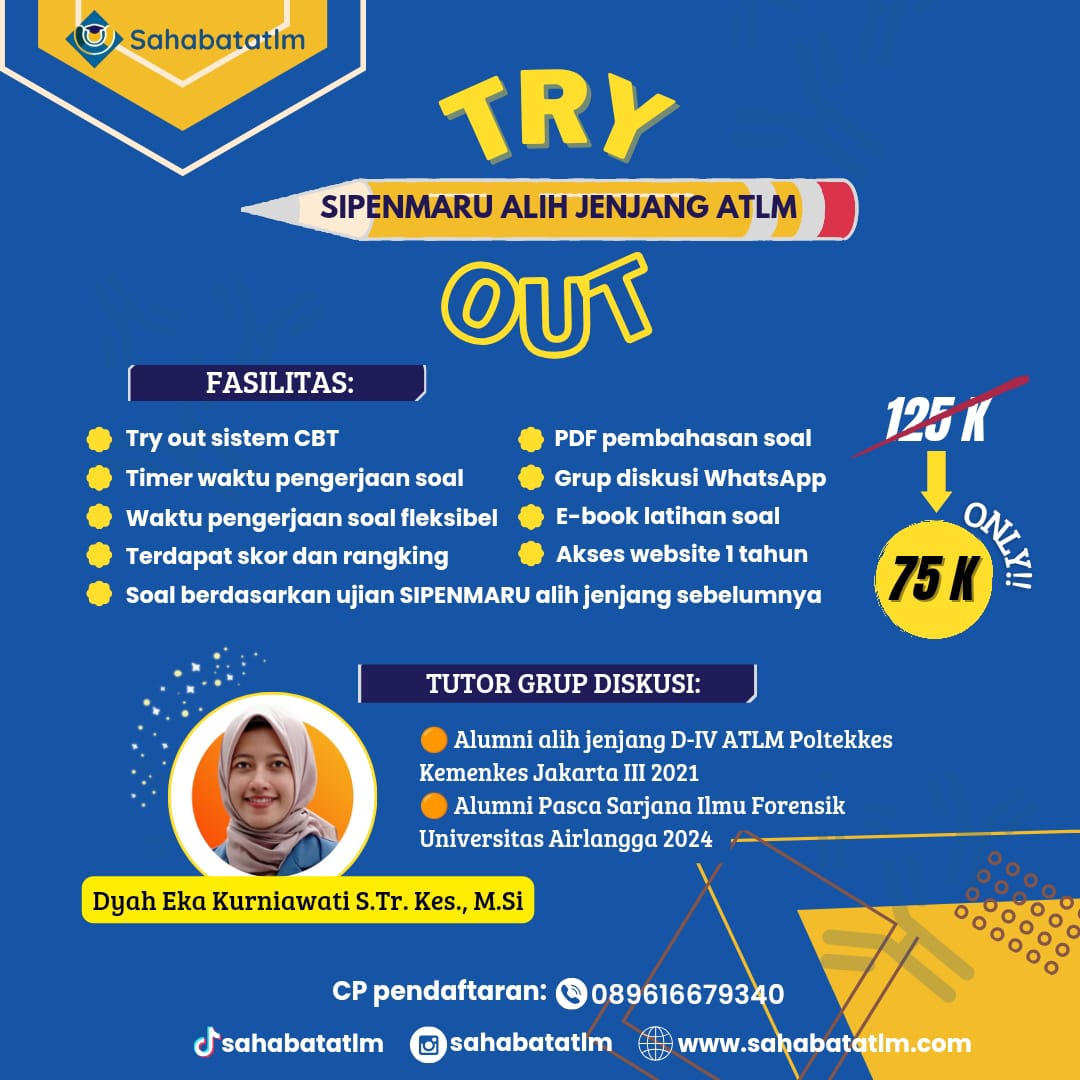 Sahabatatlm
TRY
SIPENMARU ALIH JENJANG ATLM
OUT
FASILITAS:
Try out sistem CBT
Timer waktu pengerjaan soal
Waktu pengerjaan soal fleksibel
Terdapat skor dan rangking
Soal berdasarkan ujian SIPENMARU alih jenjang sebelumnya
PDF pembahasan soal
Grup diskusi WhatsApp
E-book latihan soal
Akses website 1 tahun
125 K
ONLY!!
75 K
TUTOR GRUP DISKUSI:
Alumni alih jenjang D-IV ATLM Poltekkes
Kemenkes Jakarta III 2021
Alumni Pasca Sarjana Ilmu Forensik
Universitas Airlangga 2024
Dyah Eka Kurniawati S.Tr. Kes., M.Si
CP pendaftaran: 089616679340
sahabatatlm sahabatatlm www.sahabatatlm.com